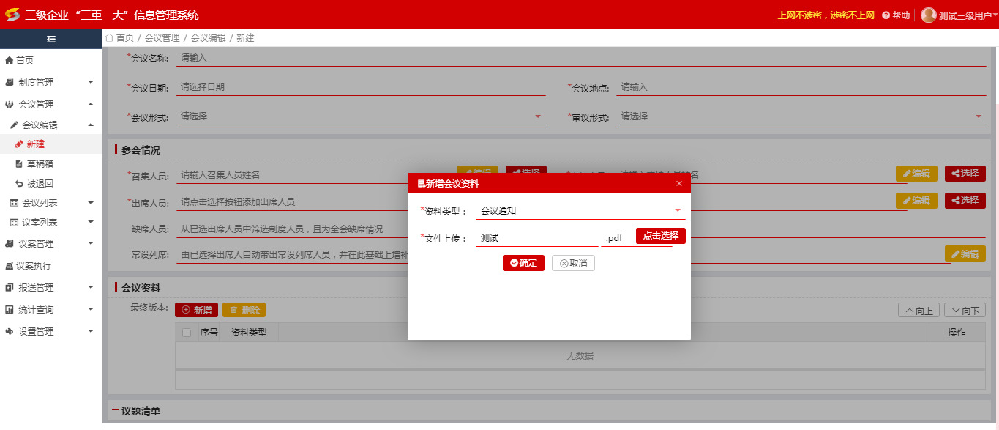 三级企业“三重一大”信息管理系统
上网不涉密，涉密不上网 帮助 测试三级用户
首页 / 会议管理 / 会议编辑 / 新建
首页
制度管理
会议管理
会议编辑
新建
草稿箱
被退回
会议列表
议案列表
议案管理
议案执行
报送管理
统计查询
设置管理
*会议名称: 请输入
*会议日期: 请选择日期 *会议地点: 请输入
*会议形式: 请选择 *审议形式: 请选择
参会情况
*召集人员: 请输入召集人员姓名 编辑 选择 编辑 选择
*出席人员: 请点击选择按钮添加出席人员 编辑 选择
缺席人员: 从已选出席人员中筛选制度人员，且为全会缺席情况
常设列席: 由已选择出席人自动带出常设列席人员，并在此基础上增补 编辑
会议资料
最终版本: 新增 删除 向上 向下
序号 资料类型 操作
无数据
议题清单
新增会议资料 ×
*资料类型： 会议通知
*文件上传： 测试 .pdf 点击选择
确定 取消